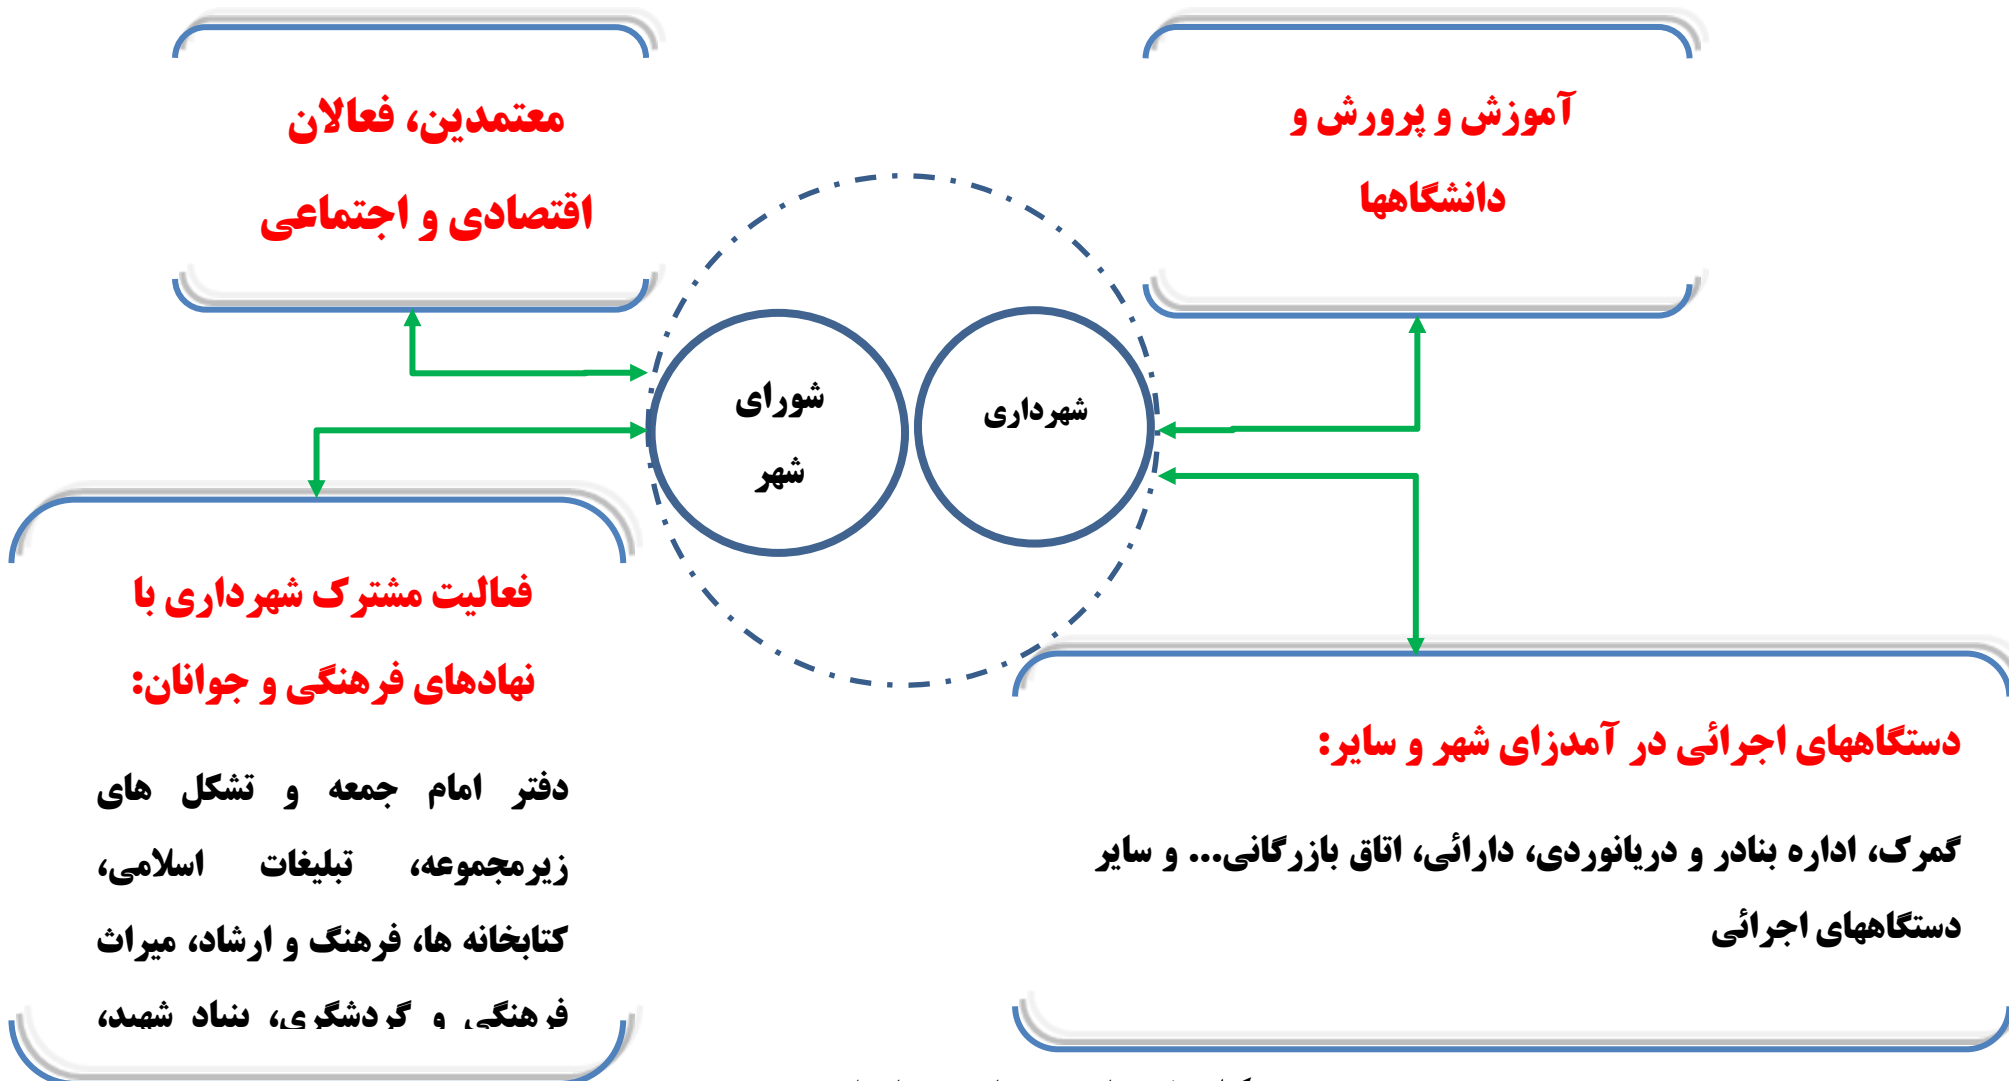 آموزش و پرورش و
دانشگاهها
معتمدین، فعالان
اقتصادی و اجتماعی
شهرداری
شورای
شهر
فعالیت مشترک شهرداری با
نهادهای فرهنگی و جوانان:
دفتر امام جمعه و تشکل های
زیرمجموعه، تبلیغات اسلامی،
کتابخانه ها، فرهنگ و ارشاد، میراث
فرهنگی و گردشگری، بنیاد شهید،
دستگاههای اجرائی در آمدزای شهر و سایر:
گمرک، اداره بنادر و دریانوردی، دارائی، اتاق بازرگانی... و سایر
دستگاههای اجرائی